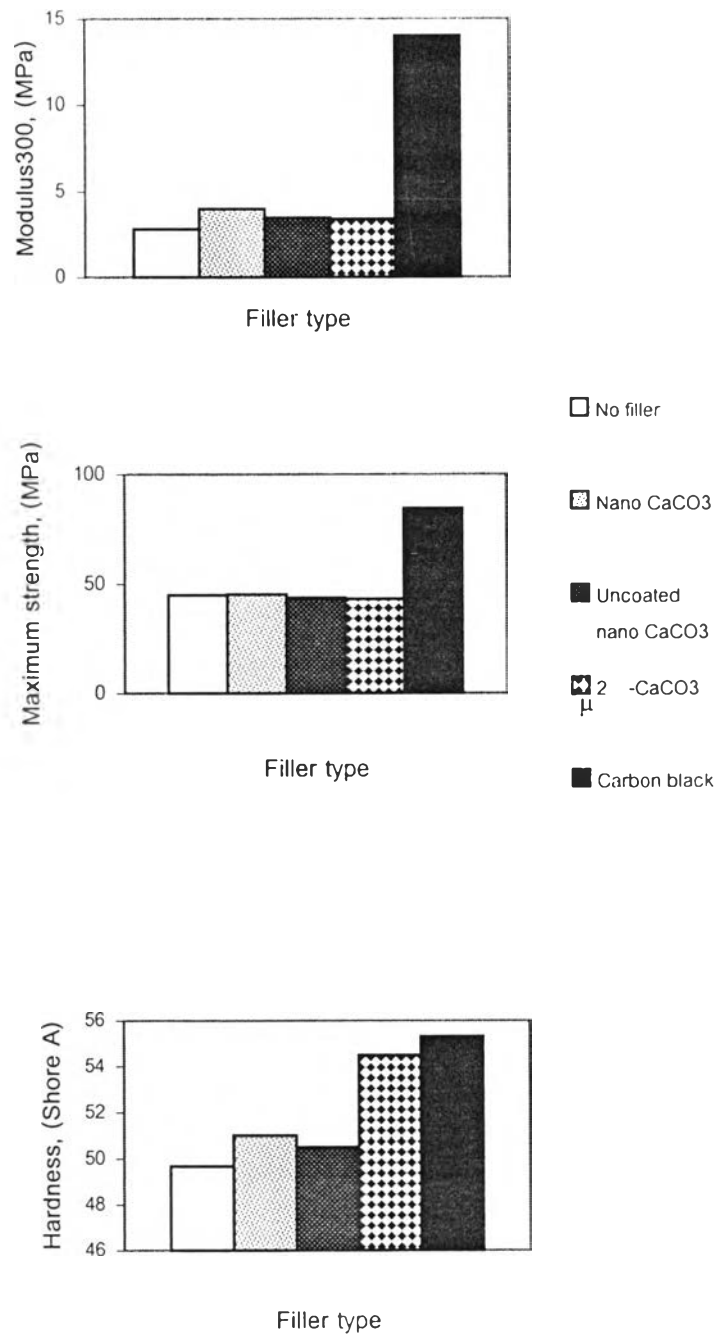 Modulus300, (MPa)
15
10
5
0
Filler type
Maximum strength, (MPa)
100
50
0
Filler type
No filler
Nano CaCO3
Uncoated
nano CaCO3
2 -CaCO3
μ
Carbon black
Hardness, (Shore A)
56
54
52
50
48
46
Filler type